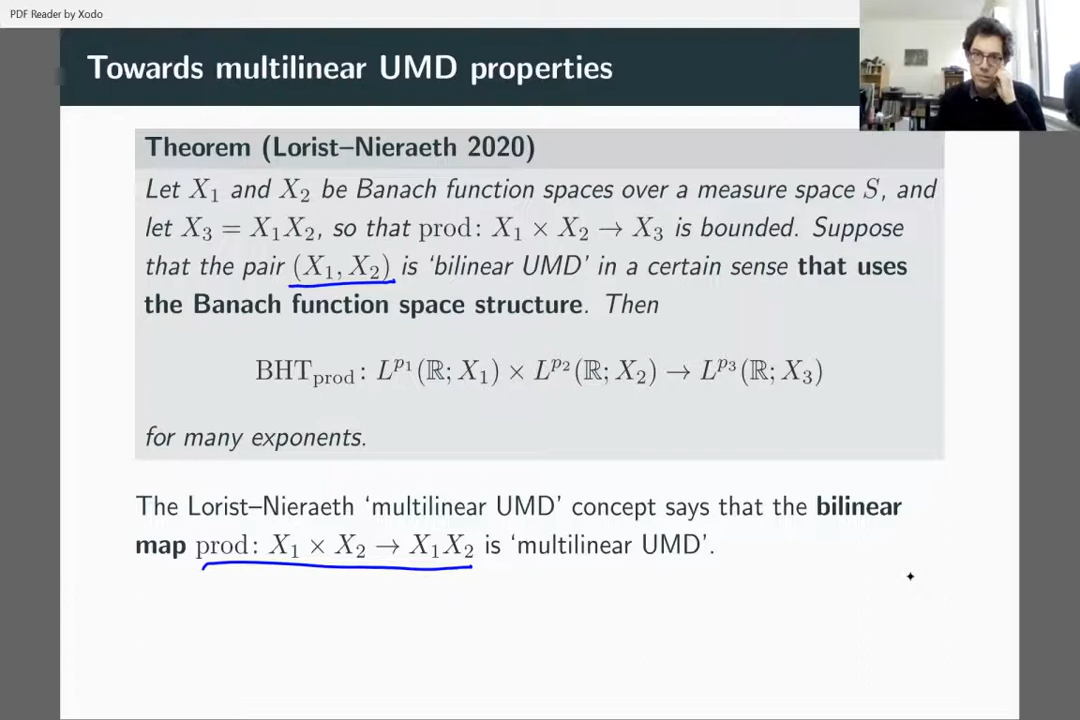 PDF Reader by Xodo
Towards multilinear UMD properties
Theorem (Lorist–Nieraeth 2020)
Let X₁ and X₂ be Banach function spaces over a measure space S, and
let X₃ = X₁X₂, so that prod: X₁ × X₂ → X₃ is bounded. Suppose
that the pair (X₁, X₂) is ‘bilinear UMD’ in a certain sense that uses
the Banach function space structure. Then
BHT_prod : L^{p₁}(ℝ; X₁) × L^{p₂}(ℝ; X₂) → L^{p₃}(ℝ; X₃)
for many exponents.
The Lorist–Nieraeth ‘multilinear UMD’ concept says that the bilinear
map prod: X₁ × X₂ → X₁X₂ is ‘multilinear UMD’.